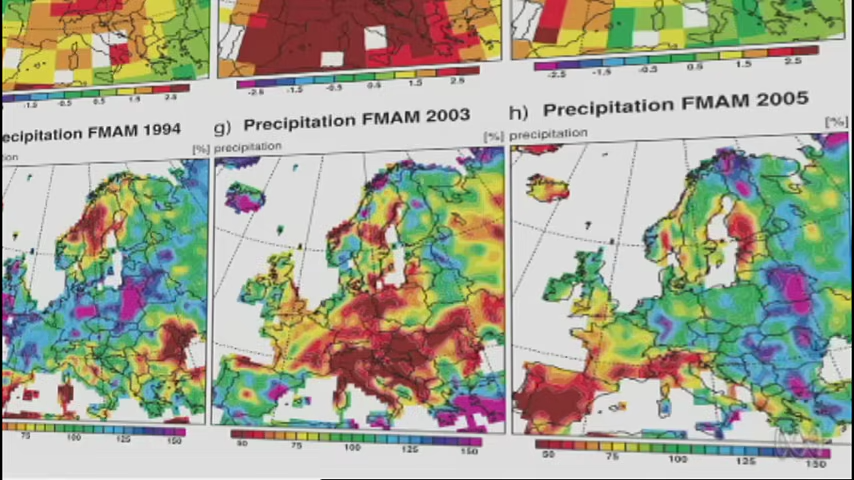 -1.5 -0.5 0.5 1.5 2.5
-2.5 -1.5 -0.5 0.5 1.5 2.5
-2.5 -1.5 -0.5 0.5 1.5 2.5
ecipitation FMAM 1994
g) Precipitation FMAM 2003
h) Precipitation FMAM 2005
ion [%]
precipitation [%]
precipitation [%]
75 100 125 150
50 75 100 125 150
50 75 100 125 150